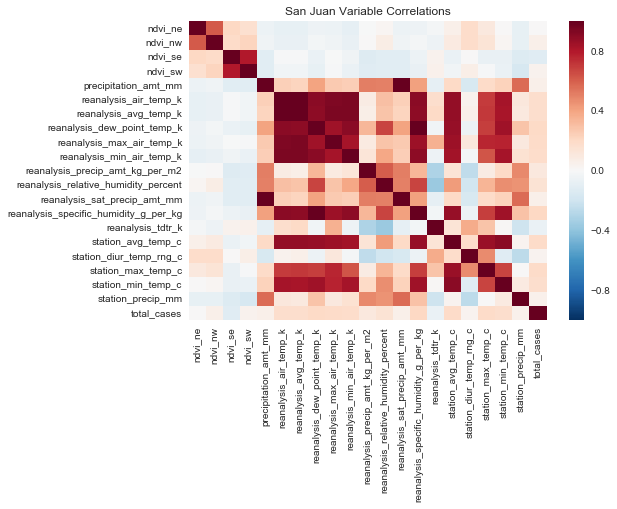 San Juan Variable Correlations
ndvi_ne
ndvi_nw
ndvi_se
ndvi_sw
precipitation_amt_mm
reanalysis_air_temp_k
reanalysis_avg_temp_k
reanalysis_dew_point_temp_k
reanalysis_max_air_temp_k
reanalysis_min_air_temp_k
reanalysis_precip_amt_kg_per_m2
reanalysis_relative_humidity_percent
reanalysis_sat_precip_amt_mm
reanalysis_specific_humidity_g_per_kg
reanalysis_tdtr_k
station_avg_temp_c
station_diur_temp_rng_c
station_max_temp_c
station_min_temp_c
station_precip_mm
total_cases
ndvi_ne
ndvi_nw
ndvi_se
ndvi_sw
precipitation_amt_mm
reanalysis_air_temp_k
reanalysis_avg_temp_k
reanalysis_dew_point_temp_k
reanalysis_max_air_temp_k
reanalysis_min_air_temp_k
reanalysis_precip_amt_kg_per_m2
reanalysis_relative_humidity_percent
reanalysis_sat_precip_amt_mm
reanalysis_specific_humidity_g_per_kg
reanalysis_tdtr_k
station_avg_temp_c
station_diur_temp_rng_c
station_max_temp_c
station_min_temp_c
station_precip_mm
total_cases
0.8
0.4
0.0
−0.4
−0.8